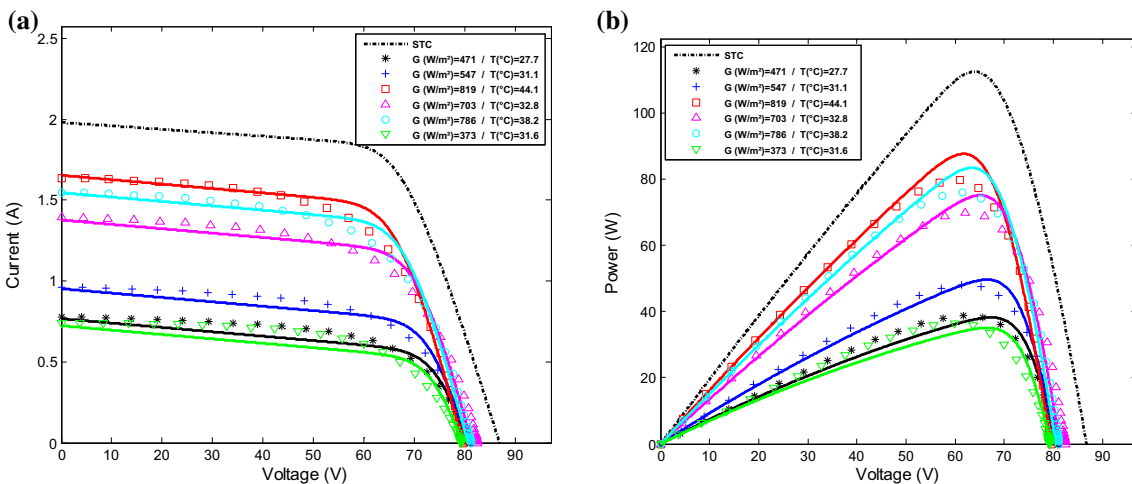 (a)
2.5
2
1.5
1
0.5
0
Current (A)
0 10 20 30 40 50 60 70 80 90
Voltage (V)
STC
G (W/m²)=471 / T(°C)=27.7
G (W/m²)=547 / T(°C)=31.1
G (W/m²)=819 / T(°C)=44.1
G (W/m²)=703 / T(°C)=32.8
G (W/m²)=786 / T(°C)=38.2
G (W/m²)=373 / T(°C)=31.6
(b)
120
100
80
60
40
20
0
Power (W)
0 10 20 30 40 50 60 70 80 90
Voltage (V)
STC
G (W/m²)=471 / T(°C)=27.7
G (W/m²)=547 / T(°C)=31.1
G (W/m²)=819 / T(°C)=44.1
G (W/m²)=703 / T(°C)=32.8
G (W/m²)=786 / T(°C)=38.2
G (W/m²)=373 / T(°C)=31.6